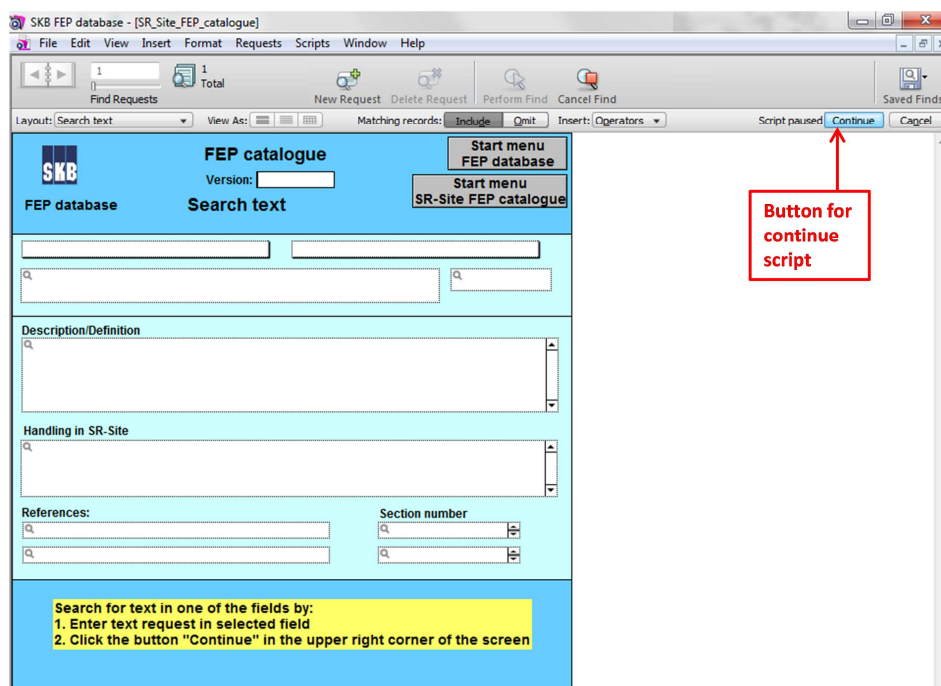 SKB FEP database - [SR_Site_FEP_catalogue]
File Edit View Insert Format Requests Scripts Window Help
1
1
Total
Find Requests
New Request Delete Request Perform Find Cancel Find
Saved Finds
Layout: Search text View As: Matching records: Include Omit Insert: Operators Script paused Continue Cancel
SKB
FEP database
FEP catalogue
Version:
Search text
Start menu
FEP database
Start menu
SR-Site FEP catalogue
Button for
continue
script
Description/Definition
Handling in SR-Site
References: Section number
Search for text in one of the fields by:
1. Enter text request in selected field
2. Click the button "Continue" in the upper right corner of the screen